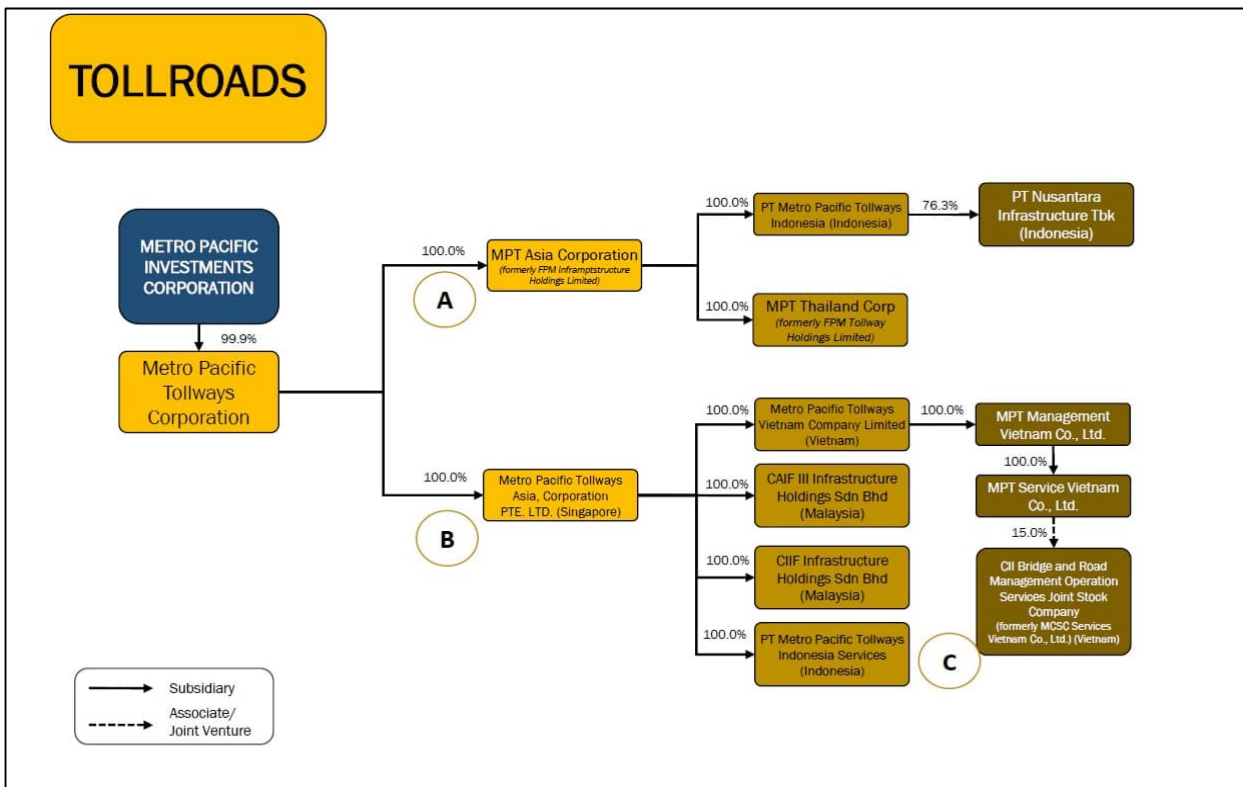 TOLLROADS
METRO PACIFIC
INVESTMENTS
CORPORATION
99.9%
Metro Pacific
Tollways
Corporation
100.0%
A
MPT Asia Corporation
(formerly FPM Inframptstructure
Holdings Limited)
100.0%
PT Metro Pacific Tollways
Indonesia (Indonesia)
76.3%
PT Nusantara
Infrastructure Tbk
(Indonesia)
100.0%
MPT Thailand Corp
(formerly FPM Tollway
Holdings Limited)
100.0%
B
Metro Pacific Tollways
Asia, Corporation
PTE. LTD. (Singapore)
100.0%
Metro Pacific Tollways
Vietnam Company Limited
(Vietnam)
100.0%
MPT Management
Vietnam Co., Ltd.
100.0%
MPT Service Vietnam
Co., Ltd.
15.0%
CII Bridge and Road
Management Operation
Services Joint Stock
Company
(formerly MCSC Services
Vietnam Co., Ltd.) (Vietnam)
100.0%
CAIF III Infrastructure
Holdings Sdn Bhd
(Malaysia)
100.0%
CIIF Infrastructure
Holdings Sdn Bhd
(Malaysia)
100.0%
PT Metro Pacific Tollways
Indonesia Services
(Indonesia)
C
Subsidiary
Associate/
Joint Venture